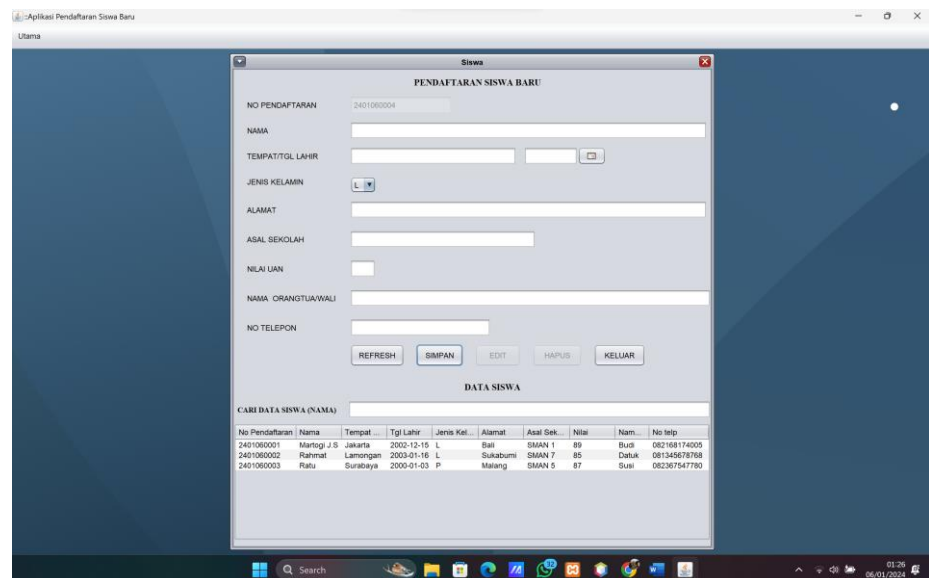 :Aplikasi Pendaftaran Siswa Baru
Utama
Siswa
PENDAFTARAN SISWA BARU
NO PENDAFTARAN 2401060004
NAMA
TEMPAT/TGL LAHIR
JENIS KELAMIN L
ALAMAT
ASAL SEKOLAH
NILAI UAN
NAMA ORANGTUA/WALI
NO TELEPON
REFRESH SIMPAN EDIT HAPUS KELUAR
DATA SISWA
CARI DATA SISWA (NAMA)
No Pendaftaran Nama Tempat ... Tgl Lahir Jenis Kel... Alamat Asal Sek... Nilai Nam... No telp
2401060001 Martogi J.S Jakarta 2002-12-15 L Bali SMAN 1 89 Budi 082168174005
2401060002 Rahmat Lamongan 2003-01-16 L Sukabumi SMAN 7 85 Datuk 081345678768
2401060003 Ratu Surabaya 2000-01-03 P Malang SMAN 5 87 Susi 082367547780
Search 01:26
06/01/2024